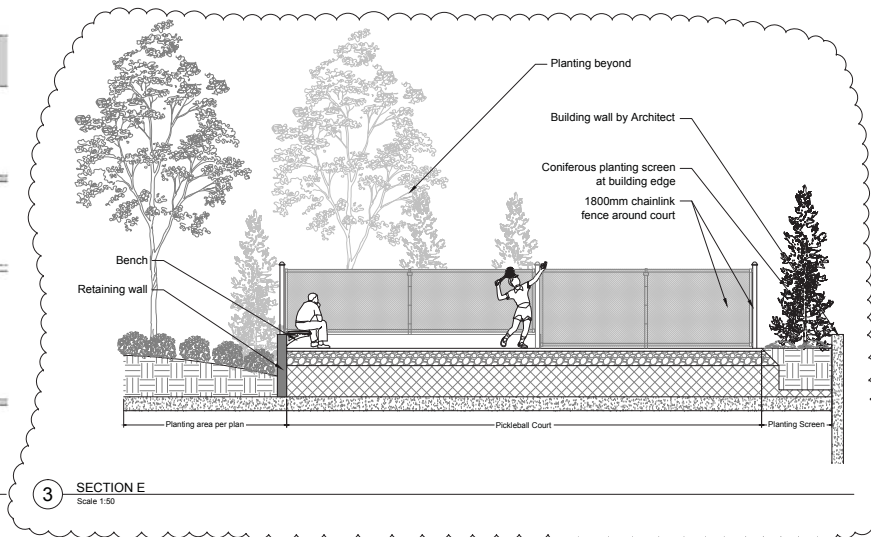 Planting beyond
Building wall by Architect
Coniferous planting screen
at building edge
1800mm chainlink
fence around court
Bench
Retaining wall
Planting area per plan
Pickleball Court
Planting Screen
3
SECTION E
Scale 1:50